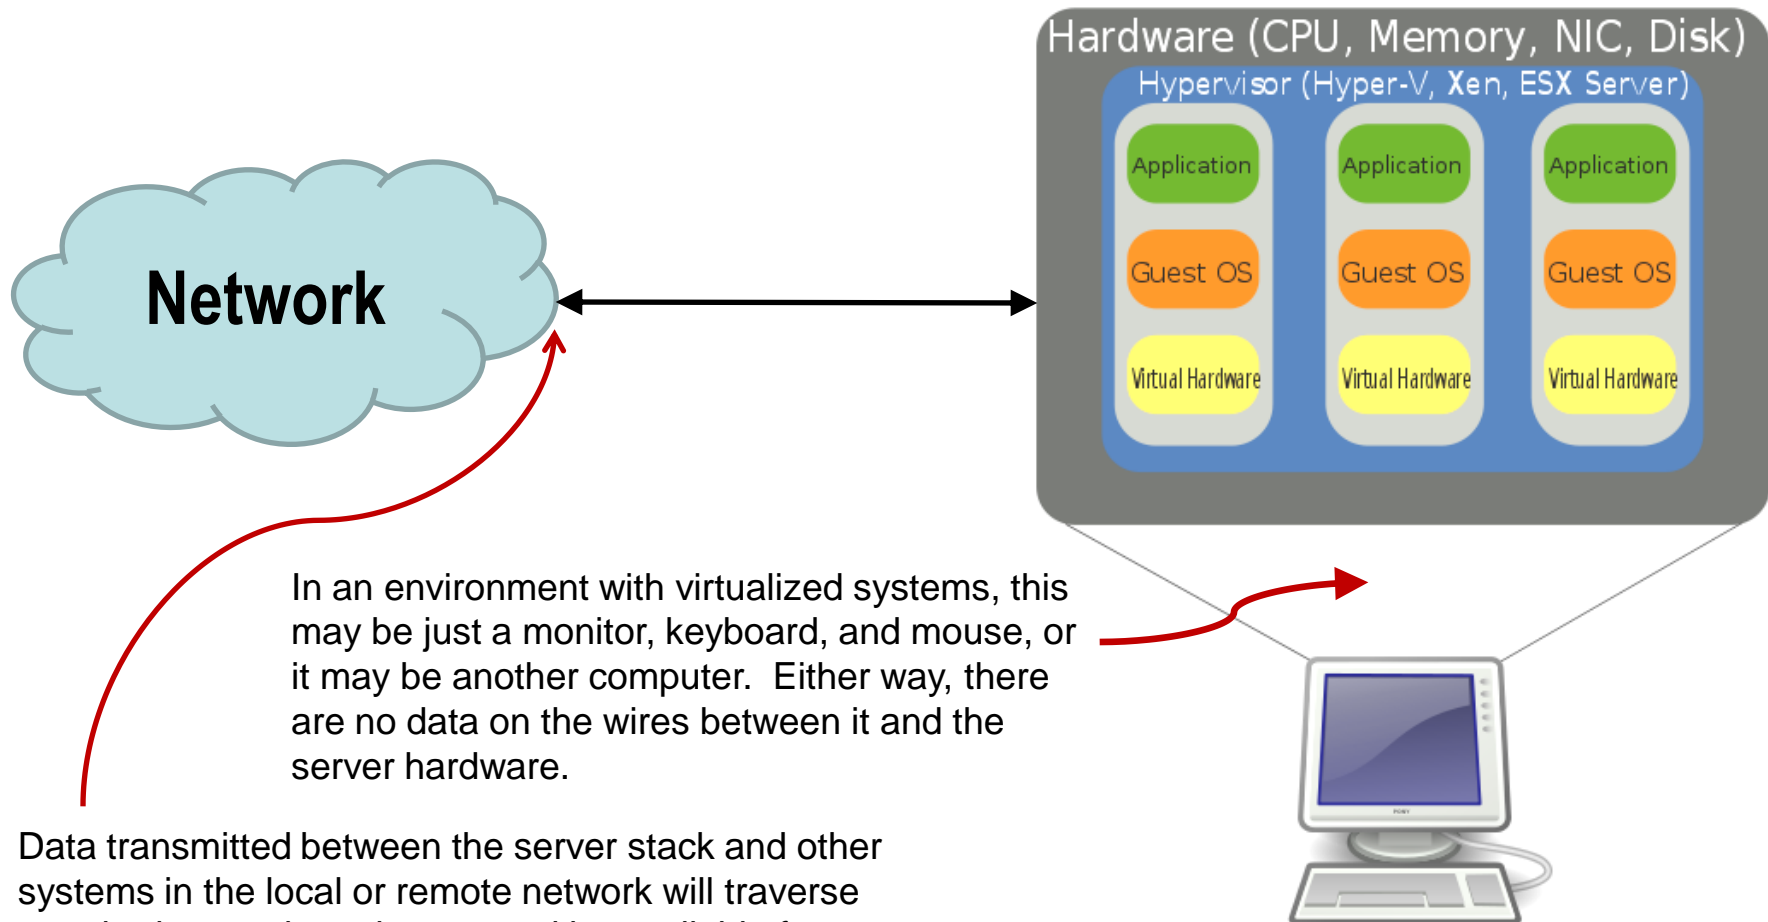 Hardware (CPU, Memory, NIC, Disk)
Hypervisor (Hyper-V, Xen, ESX Server)
Application
Application
Application
Guest OS
Guest OS
Guest OS
Virtual Hardware
Virtual Hardware
Virtual Hardware
Network
In an environment with virtualized systems, this
may be just a monitor, keyboard, and mouse, or
it may be another computer.  Either way, there
are no data on the wires between it and the
server hardware.
Data transmitted between the server stack and other
systems in the local or remote network will traverse